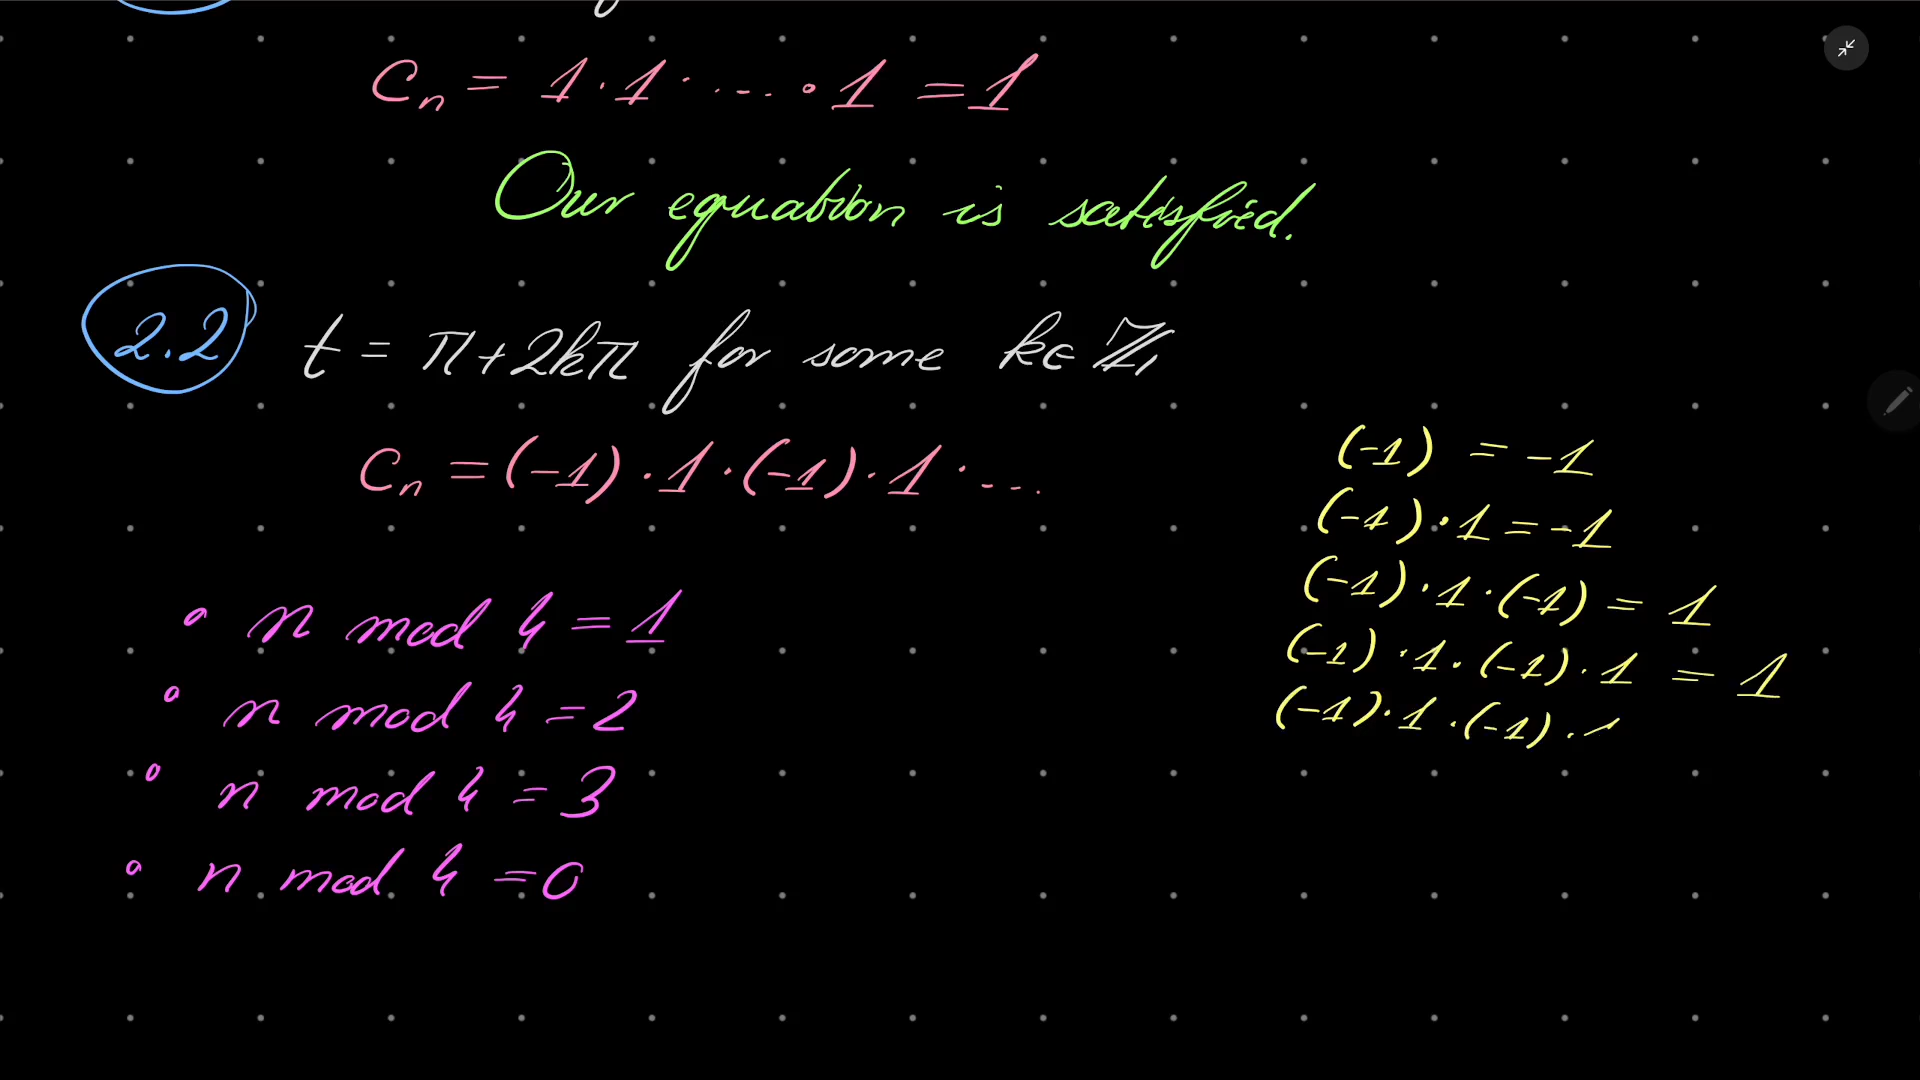 Cn = 1 · 1 · ... · 1 = 1
Our equation is satisfied.
2.2 t = π + 2kπ for some k ∈ ℤ
Cn = (-1) · 1 · (-1) · 1 · ...
(-1) = -1
(-1) · 1 = -1
(-1) · 1 · (-1) = 1
(-1) · 1 · (-1) · 1 = 1
(-1) · 1 · (-1) ·
• n mod 4 = 1
• n mod 4 = 2
• n mod 4 = 3
• n mod 4 = 0